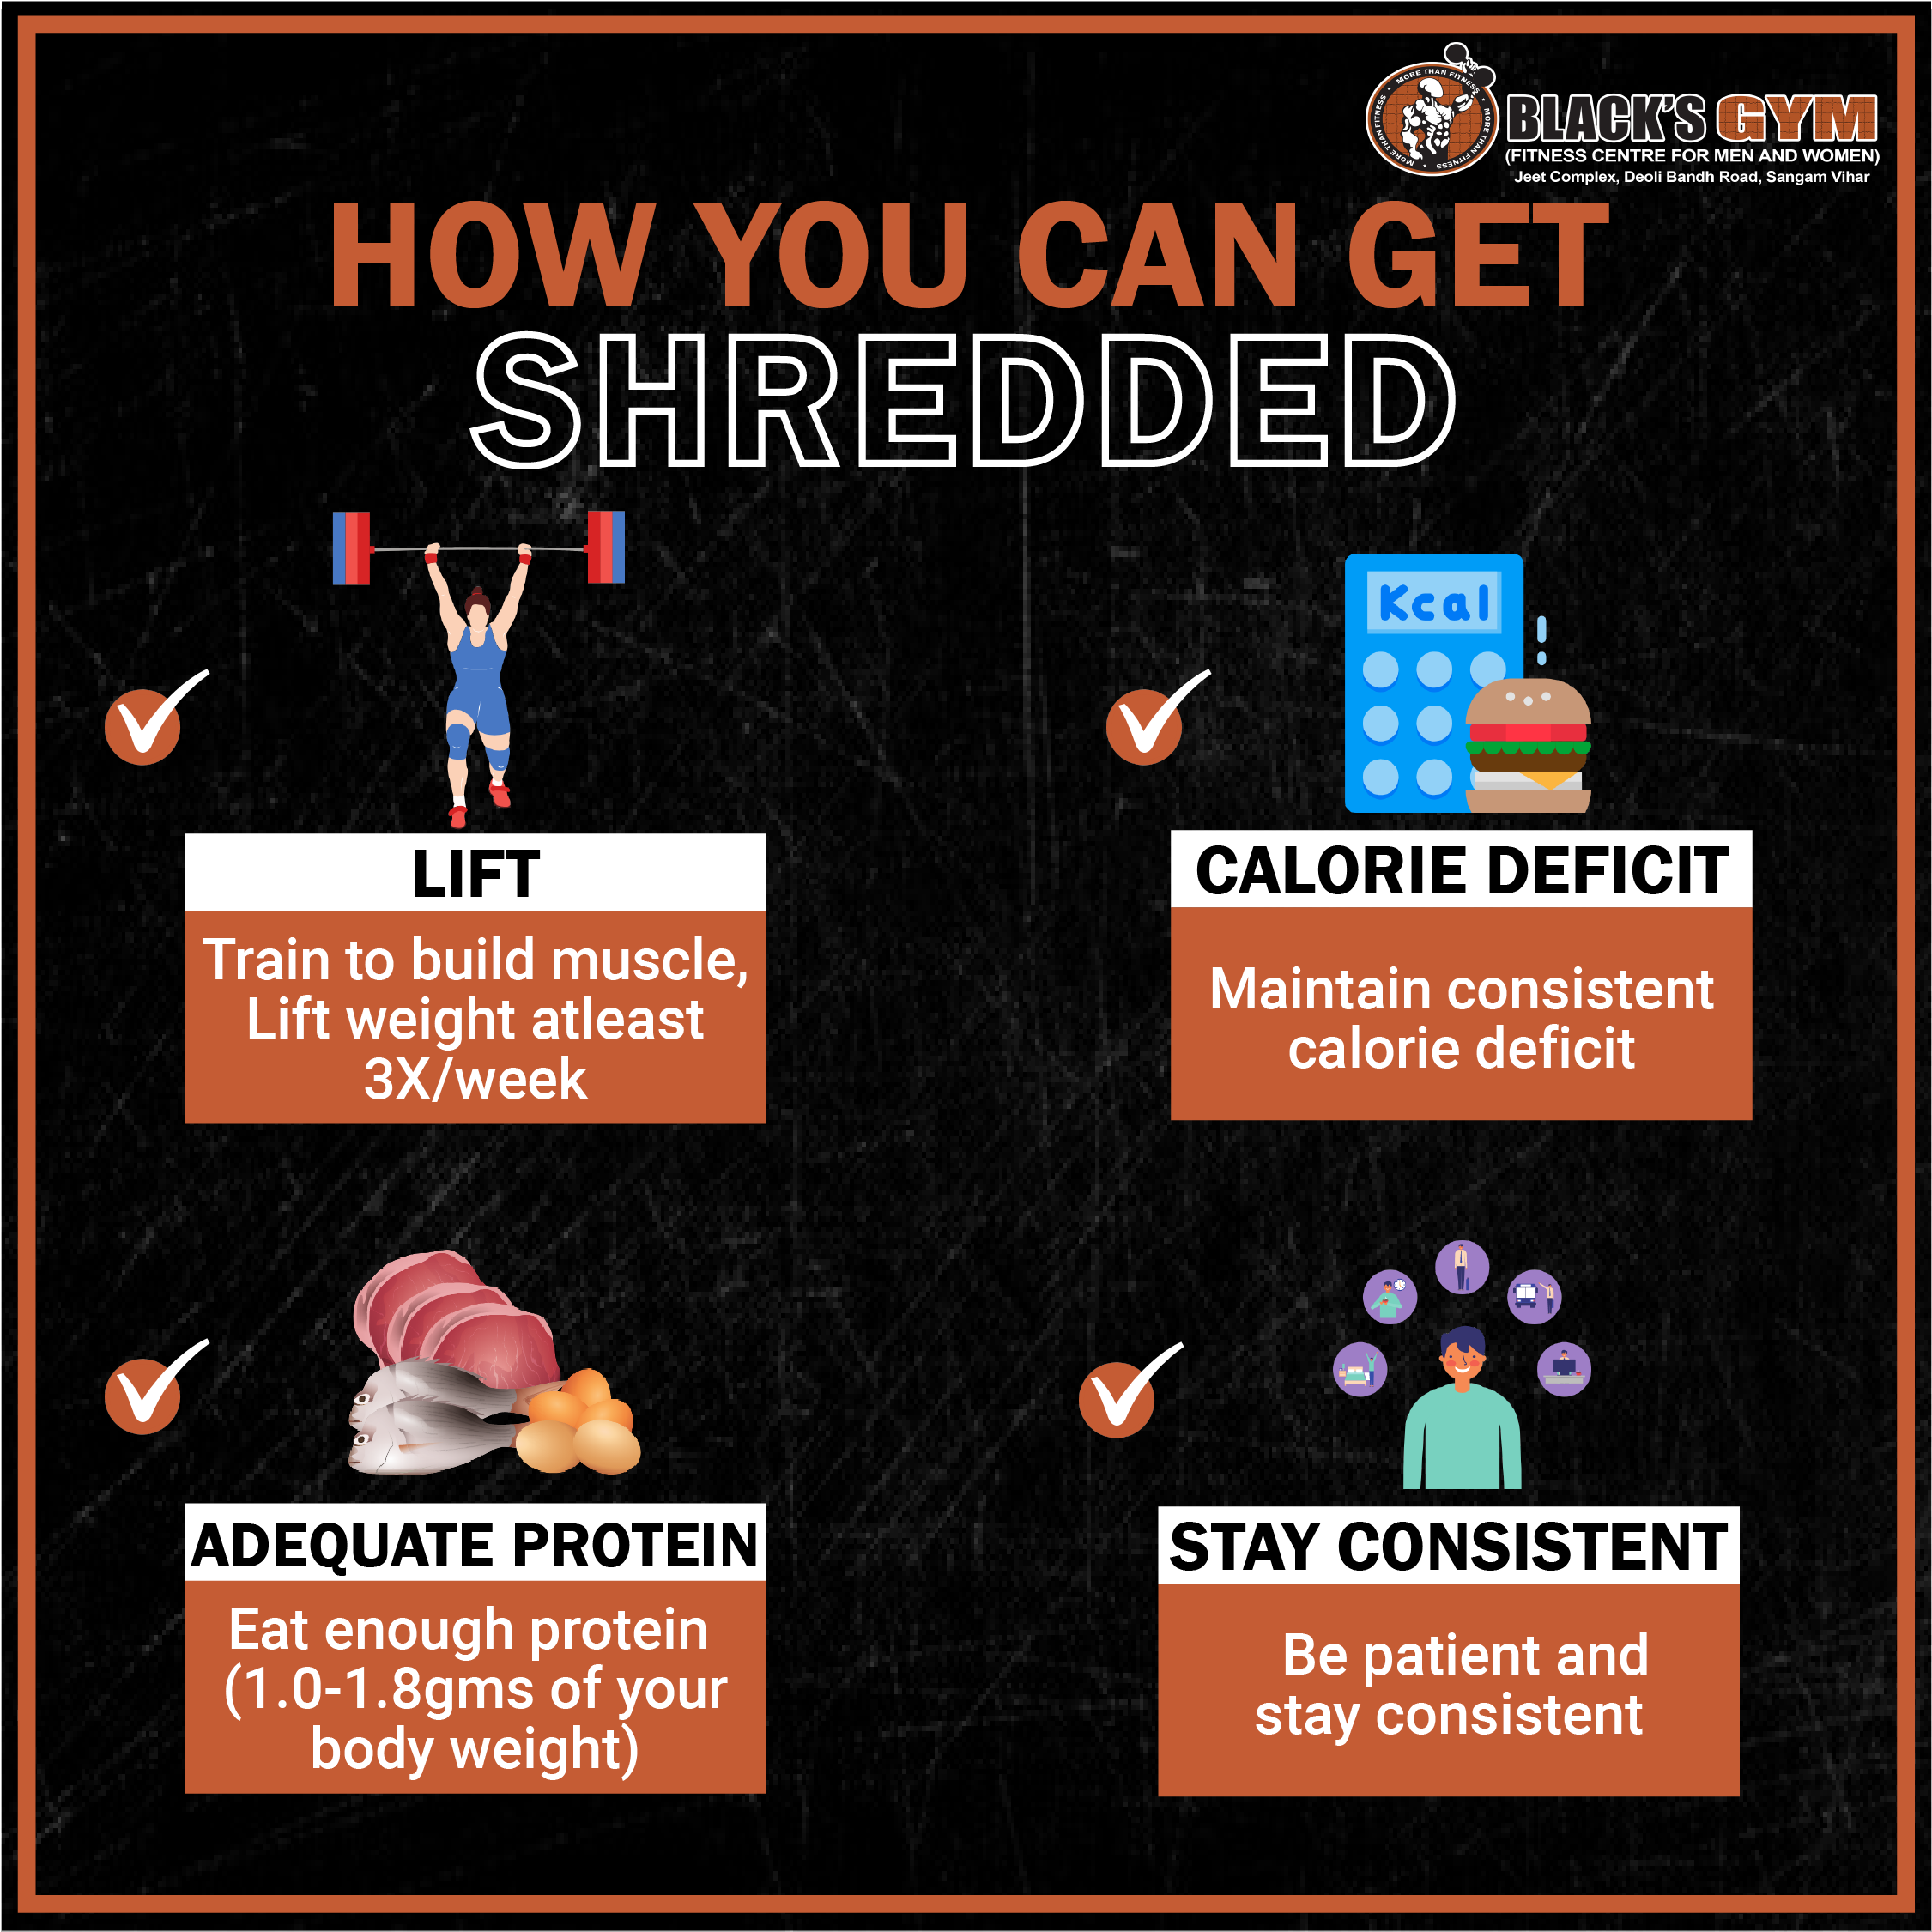 MORE THAN FITNESS • MORE THAN FITNESS • MORE THAN FITNESS •
BLACK'S GYM
(FITNESS CENTRE FOR MEN AND WOMEN)
Jeet Complex, Deoli Bandh Road, Sangam Vihar
HOW YOU CAN GET
SHREDDED
Kcal
LIFT
Train to build muscle,
Lift weight atleast
3X/week
CALORIE DEFICIT
Maintain consistent
calorie deficit
ADEQUATE PROTEIN
Eat enough protein
(1.0-1.8gms of your
body weight)
STAY CONSISTENT
Be patient and
stay consistent